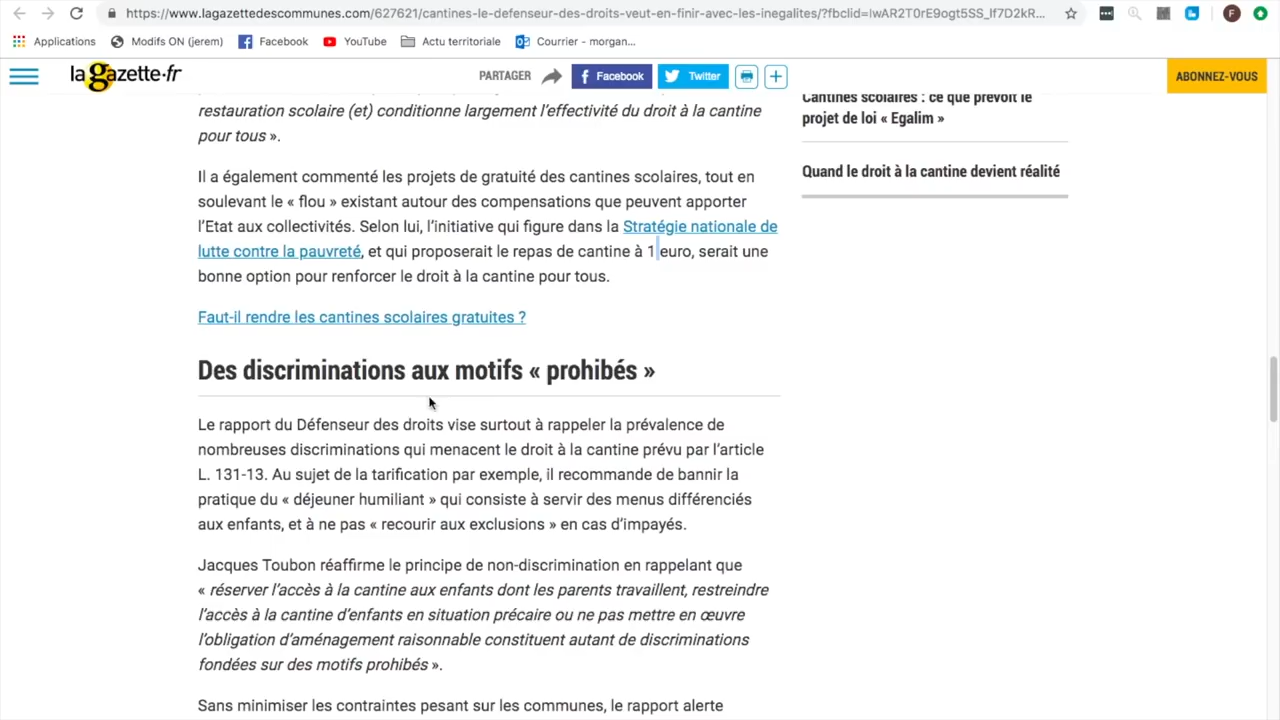 https://www.lagazettedescommunes.com/627621/cantines-le-defenseur-des-droits-veut-en-finir-avec-les-inegalites/?fbclid=IwAR2T0rE9ogt5SS_If7D2kR...
F
Applications
Modifs ON (jerem)
Facebook
YouTube
Actu territoriale
Courrier - morgan...
la gazette·fr
PARTAGER
Facebook
Twitter
ABONNEZ-VOUS
restauration scolaire (et) conditionne largement l'effectivité du droit à la cantine
pour tous ».
Il a également commenté les projets de gratuité des cantines scolaires, tout en
soulevant le « flou » existant autour des compensations que peuvent apporter
l'Etat aux collectivités. Selon lui, l'initiative qui figure dans la Stratégie nationale de
lutte contre la pauvreté, et qui proposerait le repas de cantine à 1 euro, serait une
bonne option pour renforcer le droit à la cantine pour tous.
Faut-il rendre les cantines scolaires gratuites ?
Des discriminations aux motifs « prohibés »
Le rapport du Défenseur des droits vise surtout à rappeler la prévalence de
nombreuses discriminations qui menacent le droit à la cantine prévu par l'article
L. 131-13. Au sujet de la tarification par exemple, il recommande de bannir la
pratique du « déjeuner humiliant » qui consiste à servir des menus différenciés
aux enfants, et à ne pas « recourir aux exclusions » en cas d'impayés.
Jacques Toubon réaffirme le principe de non-discrimination en rappelant que
« réserver l'accès à la cantine aux enfants dont les parents travaillent, restreindre
l'accès à la cantine d'enfants en situation précaire ou ne pas mettre en œuvre
l'obligation d'aménagement raisonnable constituent autant de discriminations
fondées sur des motifs prohibés ».
Sans minimiser les contraintes pesant sur les communes, le rapport alerte
Cantines scolaires : ce que prévoit le
projet de loi « Egalim »
Quand le droit à la cantine devient réalité